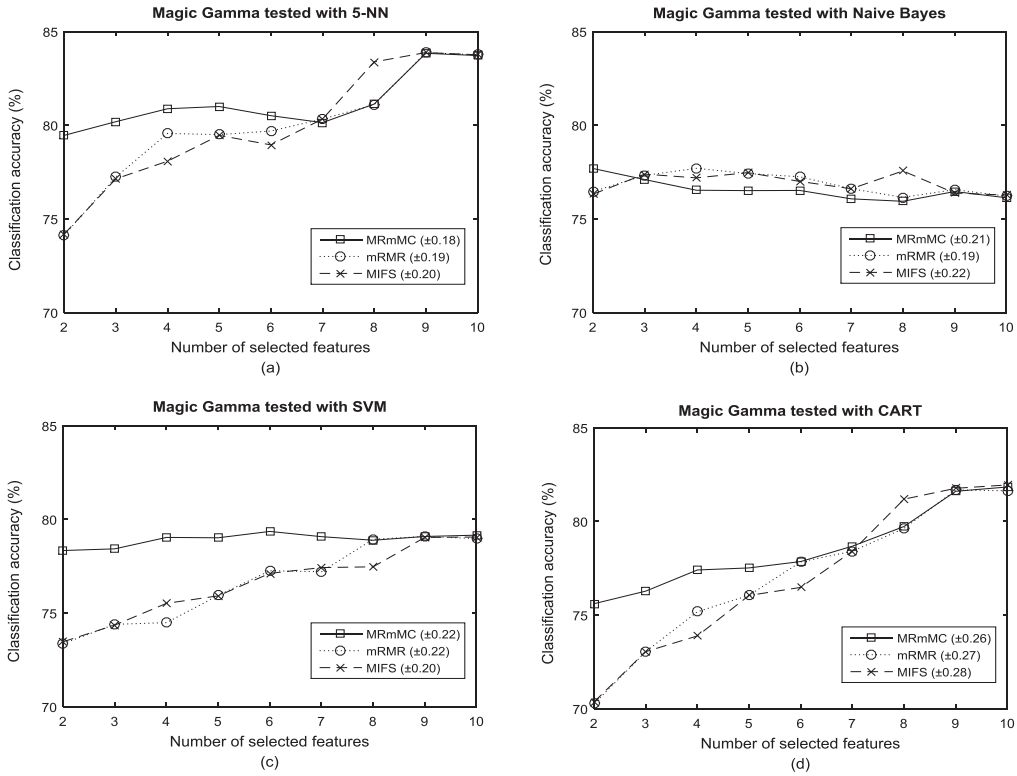 Magic Gamma tested with 5-NN
Classification accuracy (%)
85
80
75
70
MRmMC (±0.18)
mRMR (±0.19)
MIFS (±0.20)
2 3 4 5 6 7 8 9 10
Number of selected features
(a)
Magic Gamma tested with Naive Bayes
Classification accuracy (%)
85
80
75
70
MRmMC (±0.21)
mRMR (±0.19)
MIFS (±0.22)
2 3 4 5 6 7 8 9 10
Number of selected features
(b)
Magic Gamma tested with SVM
Classification accuracy (%)
85
80
75
70
MRmMC (±0.22)
mRMR (±0.22)
MIFS (±0.20)
2 3 4 5 6 7 8 9 10
Number of selected features
(c)
Magic Gamma tested with CART
Classification accuracy (%)
85
80
75
70
MRmMC (±0.26)
mRMR (±0.27)
MIFS (±0.28)
2 3 4 5 6 7 8 9 10
Number of selected features
(d)